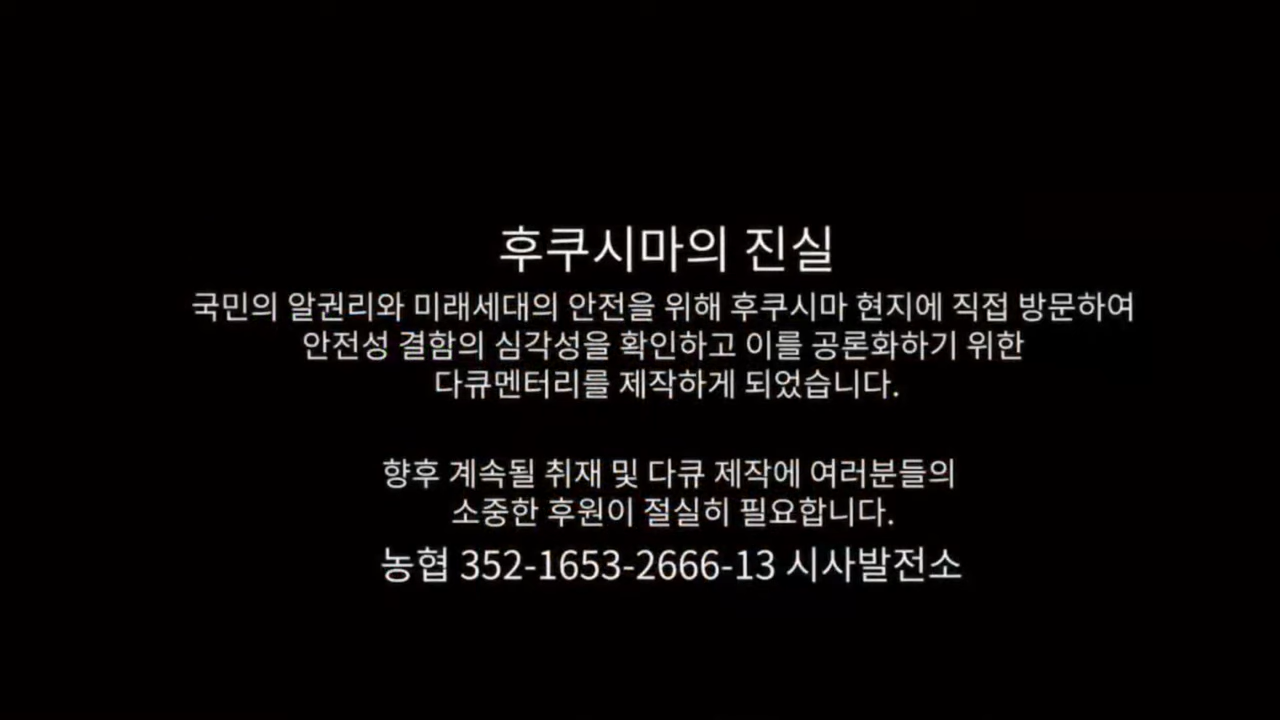 후쿠시마의 진실
국민의 알권리와 미래세대의 안전을 위해 후쿠시마 현지에 직접 방문하여
안전성 결함의 심각성을 확인하고 이를 공론화하기 위한
다큐멘터리를 제작하게 되었습니다.
향후 계속될 취재 및 다큐 제작에 여러분들의
소중한 후원이 절실히 필요합니다.
농협 352-1653-2666-13 시사발전소